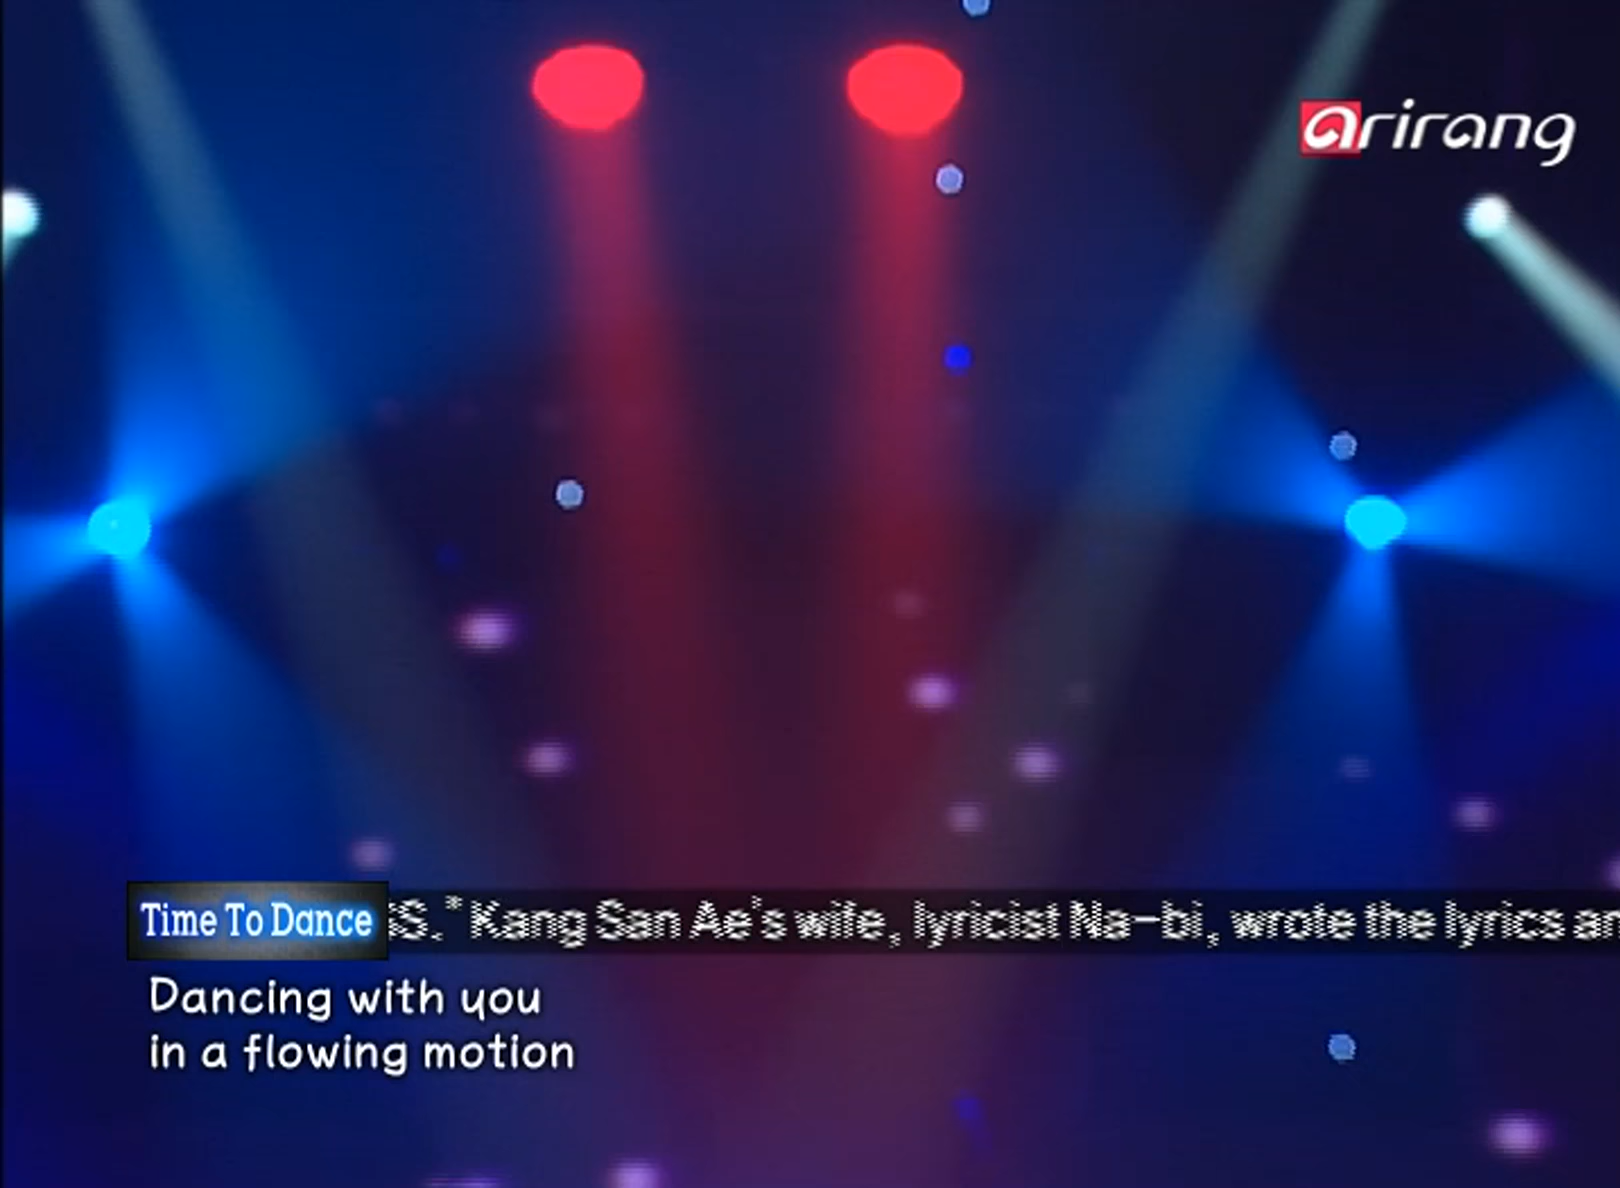 arirang
Time To Dance
S." Kang San Ae's wife, lyricist Na-bi, wrote the lyrics an
Dancing with you
in a flowing motion